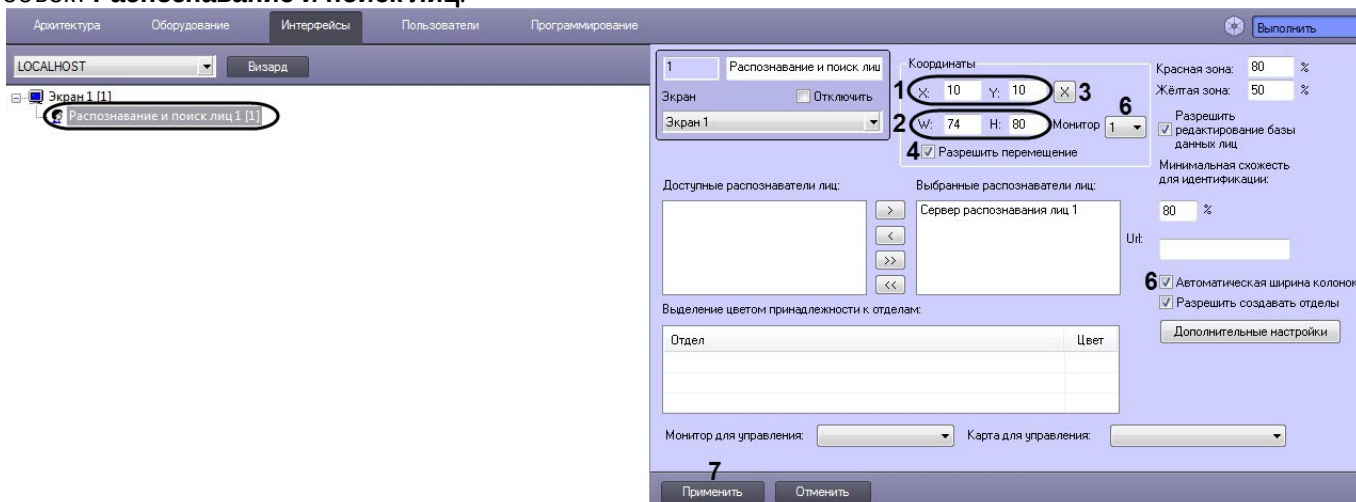 объект Распознавание и поиск лиц.
Архитектура Оборудование Интерфейсы Пользователи Программирование Выполнить
LOCALHOST Визард
Экран 1 [1]
Распознавание и поиск лиц 1 [1]
1 Распознавание и поиск лиц
Экран Отключить
Экран 1
Координаты
1 X: 10 Y: 10 X 3
2 W: 74 H: 80 Монитор 1 6
4 Разрешить перемещение
Красная зона: 80 %
Жёлтая зона: 50 %
Разрешить
редактирование базы
данных лиц
Минимальная схожесть
для идентификации:
80 %
Доступные распознаватели лиц: Выбранные распознаватели лиц:
Сервер распознавания лиц 1
>
<
>>
<<
Url:
6 Автоматическая ширина колонок
Разрешить создавать отделы
Дополнительные настройки
Выделение цветом принадлежности к отделам:
Отдел Цвет
Монитор для управления: Карта для управления:
7
Применить Отменить